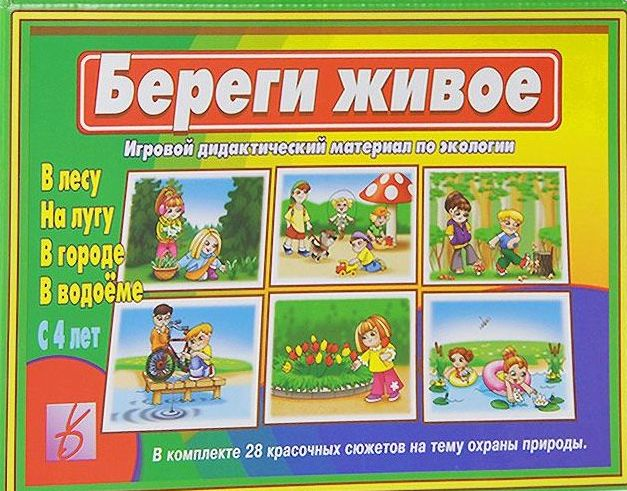 Береги живое
Игровой дидактический материал по экологии
В лесу
На лугу
В городе
В водоёме
С 4 лет
В комплекте 28 красочных сюжетов на тему охраны природы.